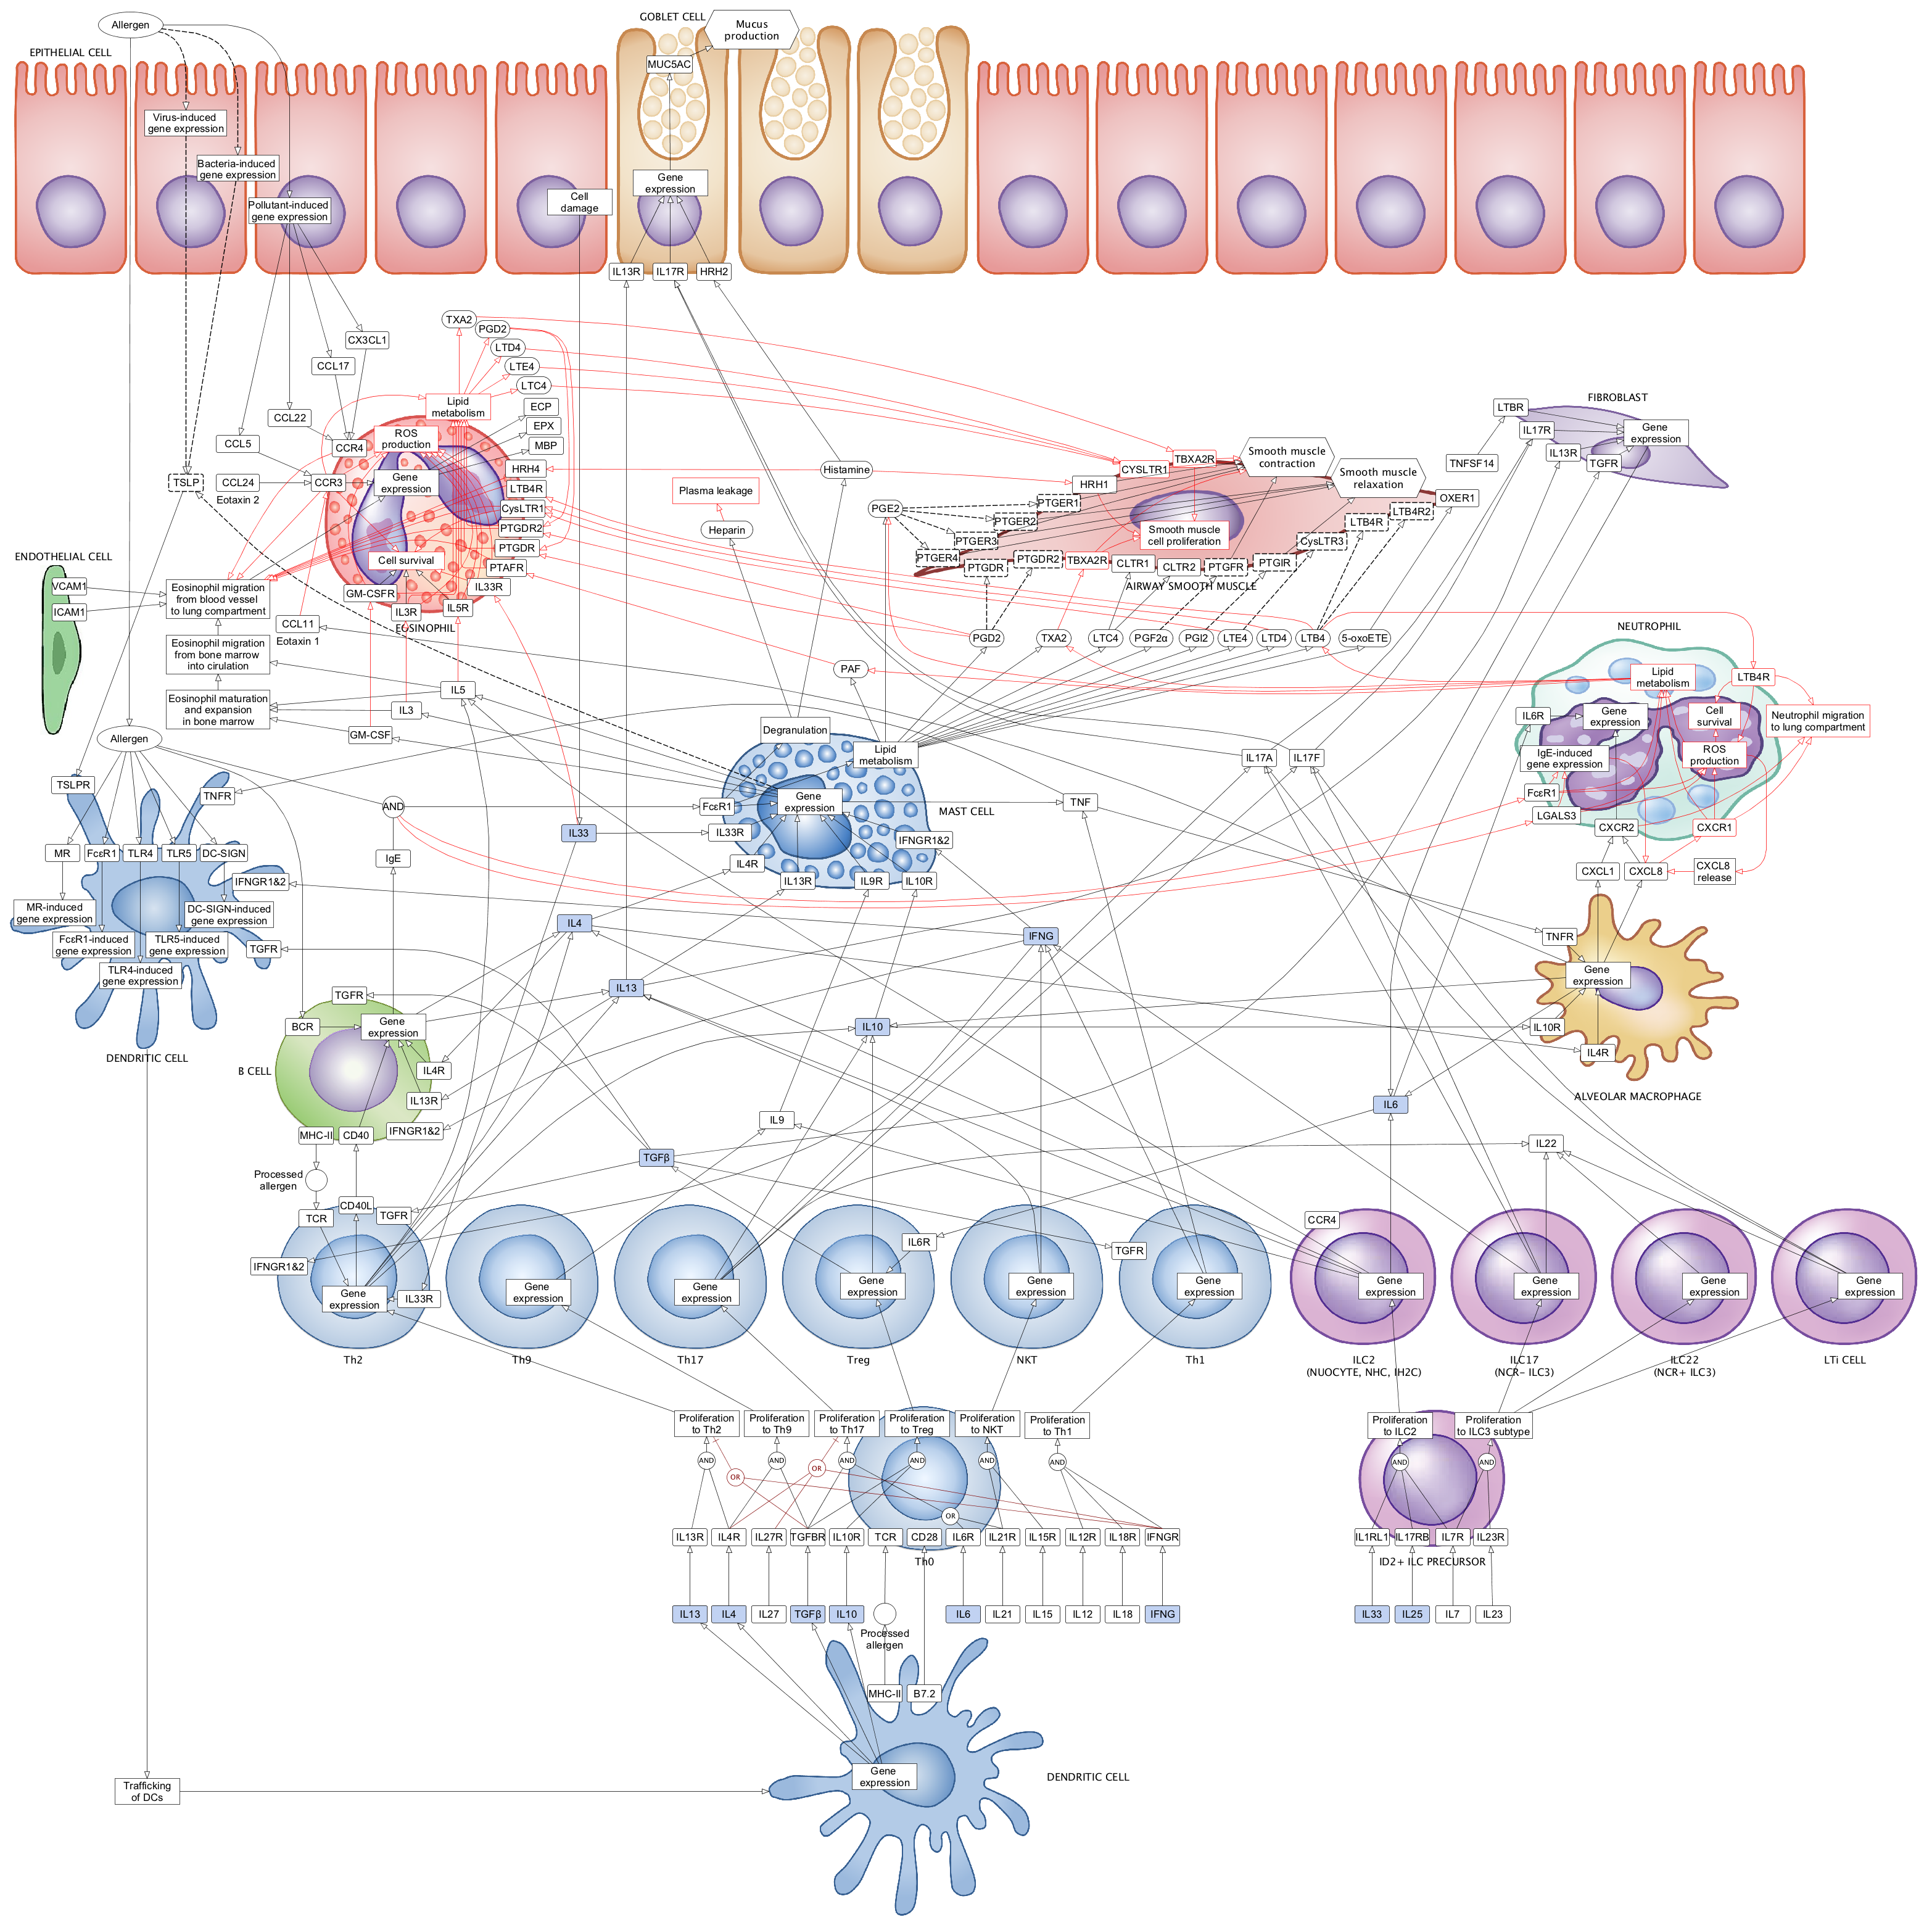 Allergen
GOBLET CELL
Mucus
production
EPITHELIAL CELL
MUC5AC
Virus-induced
gene expression
Bacteria-induced
gene expression
Pollutant-induced
gene expression
Cell
damage
Gene
expression
IL13R
IL17R
HRH2
TXA2
PGD2
LTD4
LTE4
LTC4
CX3CL1
CCL17
CCL22
CCL5
CCL24
Eotaxin 2
TSLP
CCR4
CCR3
Lipid
metabolism
ROS
production
Gene
expression
Cell survival
ECP
EPX
MBP
HRH4
LTB4R
CysLTR1
PTGDR2
PTGDR
PTAFR
IL33R
GM-CSFR
IL3R
IL5R
EOSINOPHIL
CCL11
Eotaxin 1
Histamine
Plasma leakage
Heparin
PGE2
CYSLTR1
TBXA2R
HRH1
Smooth muscle
contraction
Smooth muscle
relaxation
PTGER1
PTGER2
PTGER3
PTGER4
PTGDR
PTGDR2
TBXA2R
CLTR1
CLTR2
PTGFR
PTGIR
CysLTR3
LTB4R
LTB4R2
OXER1
Smooth muscle
cell proliferation
AIRWAY SMOOTH MUSCLE
FIBROBLAST
LTBR
IL17R
IL13R
TGFR
TNFSF14
Gene
expression
ENDOTHELIAL CELL
VCAM1
ICAM1
Eosinophil migration
from blood vessel
to lung compartment
Eosinophil migration
from bone marrow
into cirulation
Eosinophil maturation
and expansion
in bone marrow
IL5
IL3
GM-CSF
PGD2
TXA2
LTC4
PGF2α
PGI2
LTE4
LTD4
LTB4
5-oxoETE
PAF
NEUTROPHIL
Lipid
metabolism
LTB4R
IL6R
Gene
expression
Cell
survival
Neutrophil migration
to lung compartment
IgE-induced
gene expression
ROS
production
FcεR1
LGALS3
CXCR2
CXCR1
CXCL1
CXCL8
CXCL8
release
Allergen
TSLPR
TNFR
MR
FcεR1
TLR4
TLR5
DC-SIGN
IFNGR1&2
MR-induced
gene expression
DC-SIGN-induced
gene expression
FcεR1-induced
gene expression
TLR5-induced
gene expression
TLR4-induced
gene expression
TGFR
DENDRITIC CELL
AND
IgE
Degranulation
Lipid
metabolism
Gene
expression
MAST CELL
FcεR1
IL33R
IL4R
IL13R
IL9R
IL10R
IFNGR1&2
IL33
TNF
IL17A
IL17F
IL4
IFNG
IL13
IL10
TNFR
Gene
expression
IL10R
IL4R
ALVEOLAR MACROPHAGE
TGFR
BCR
Gene
expression
B CELL
IL4R
IL13R
IFNGR1&2
MHC-II
CD40
IL9
IL6
IL22
TGFβ
Processed
allergen
TCR
CD40L
TGFR
IFNGR1&2
Gene
expression
IL33R
Gene
expression
Gene
expression
IL6R
Gene
expression
Gene
expression
TGFR
Gene
expression
CCR4
Gene
expression
Gene
expression
Gene
expression
Gene
expression
Th2
Th9
Th17
Treg
NKT
Th1
ILC2
(NUOCYTE, NHC, IH2C)
ILC17
(NCR- ILC3)
ILC22
(NCR+ ILC3)
LTi CELL
Proliferation
to Th2
Proliferation
to Th9
Proliferation
to Th17
Proliferation
to Treg
Proliferation
to NKT
Proliferation
to Th1
Proliferation
to ILC2
Proliferation
to ILC3 subtype
AND
AND
AND
AND
AND
AND
AND
AND
OR
OR
OR
IL13R
IL4R
IL27R
TGFBR
IL10R
TCR
CD28
IL6R
IL21R
IL15R
IL12R
IL18R
IFNGR
IL1RL1
IL17RB
IL7R
IL23R
Th0
ID2+ ILC PRECURSOR
IL13
IL4
IL27
TGFβ
IL10
Processed
allergen
IL6
IL21
IL15
IL12
IL18
IFNG
IL33
IL25
IL7
IL23
MHC-II
B7.2
Gene
expression
DENDRITIC CELL
Trafficking
of DCs